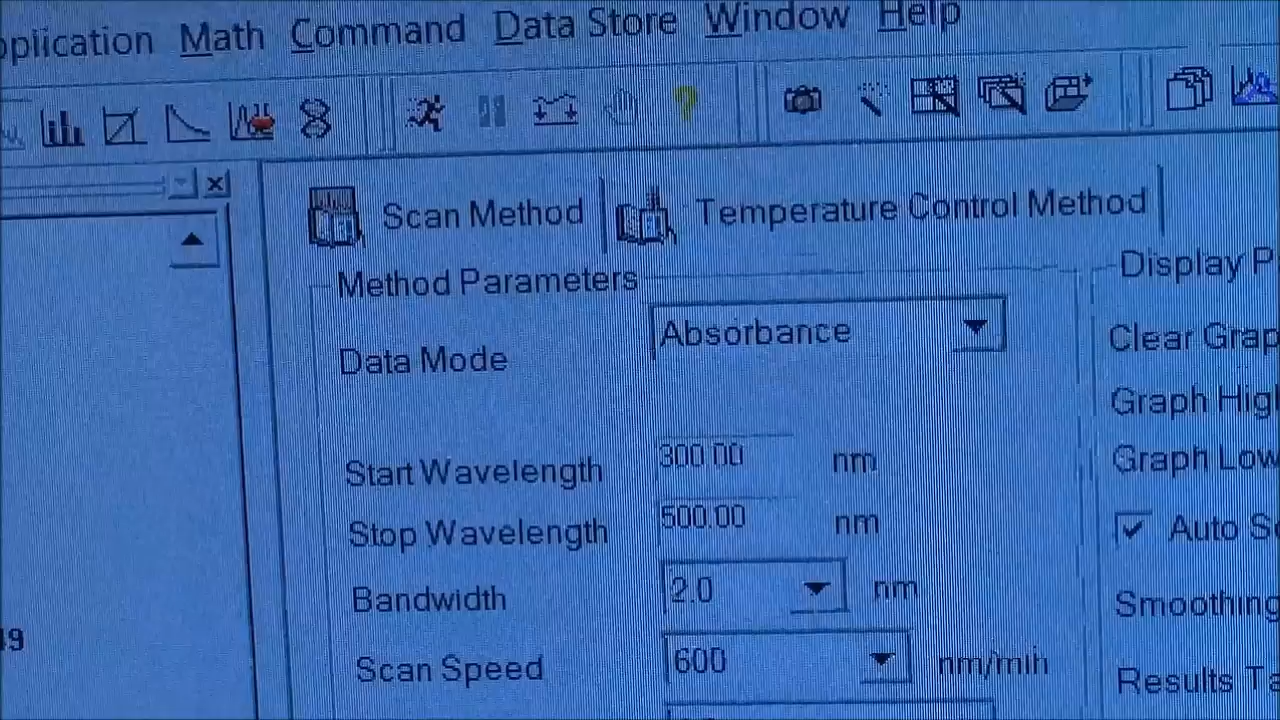 pplication Math Command Data Store Window Help
Scan Method Temperature Control Method
Method Parameters
Display P
Data Mode Absorbance
Clear Grap
Graph Hig
Start Wavelength 300.00 nm
Graph Low
Stop Wavelength 500.00 nm
Auto S
Bandwidth 2.0 nm
Smoothing
49
Scan Speed 600 nm/min
Results Ta